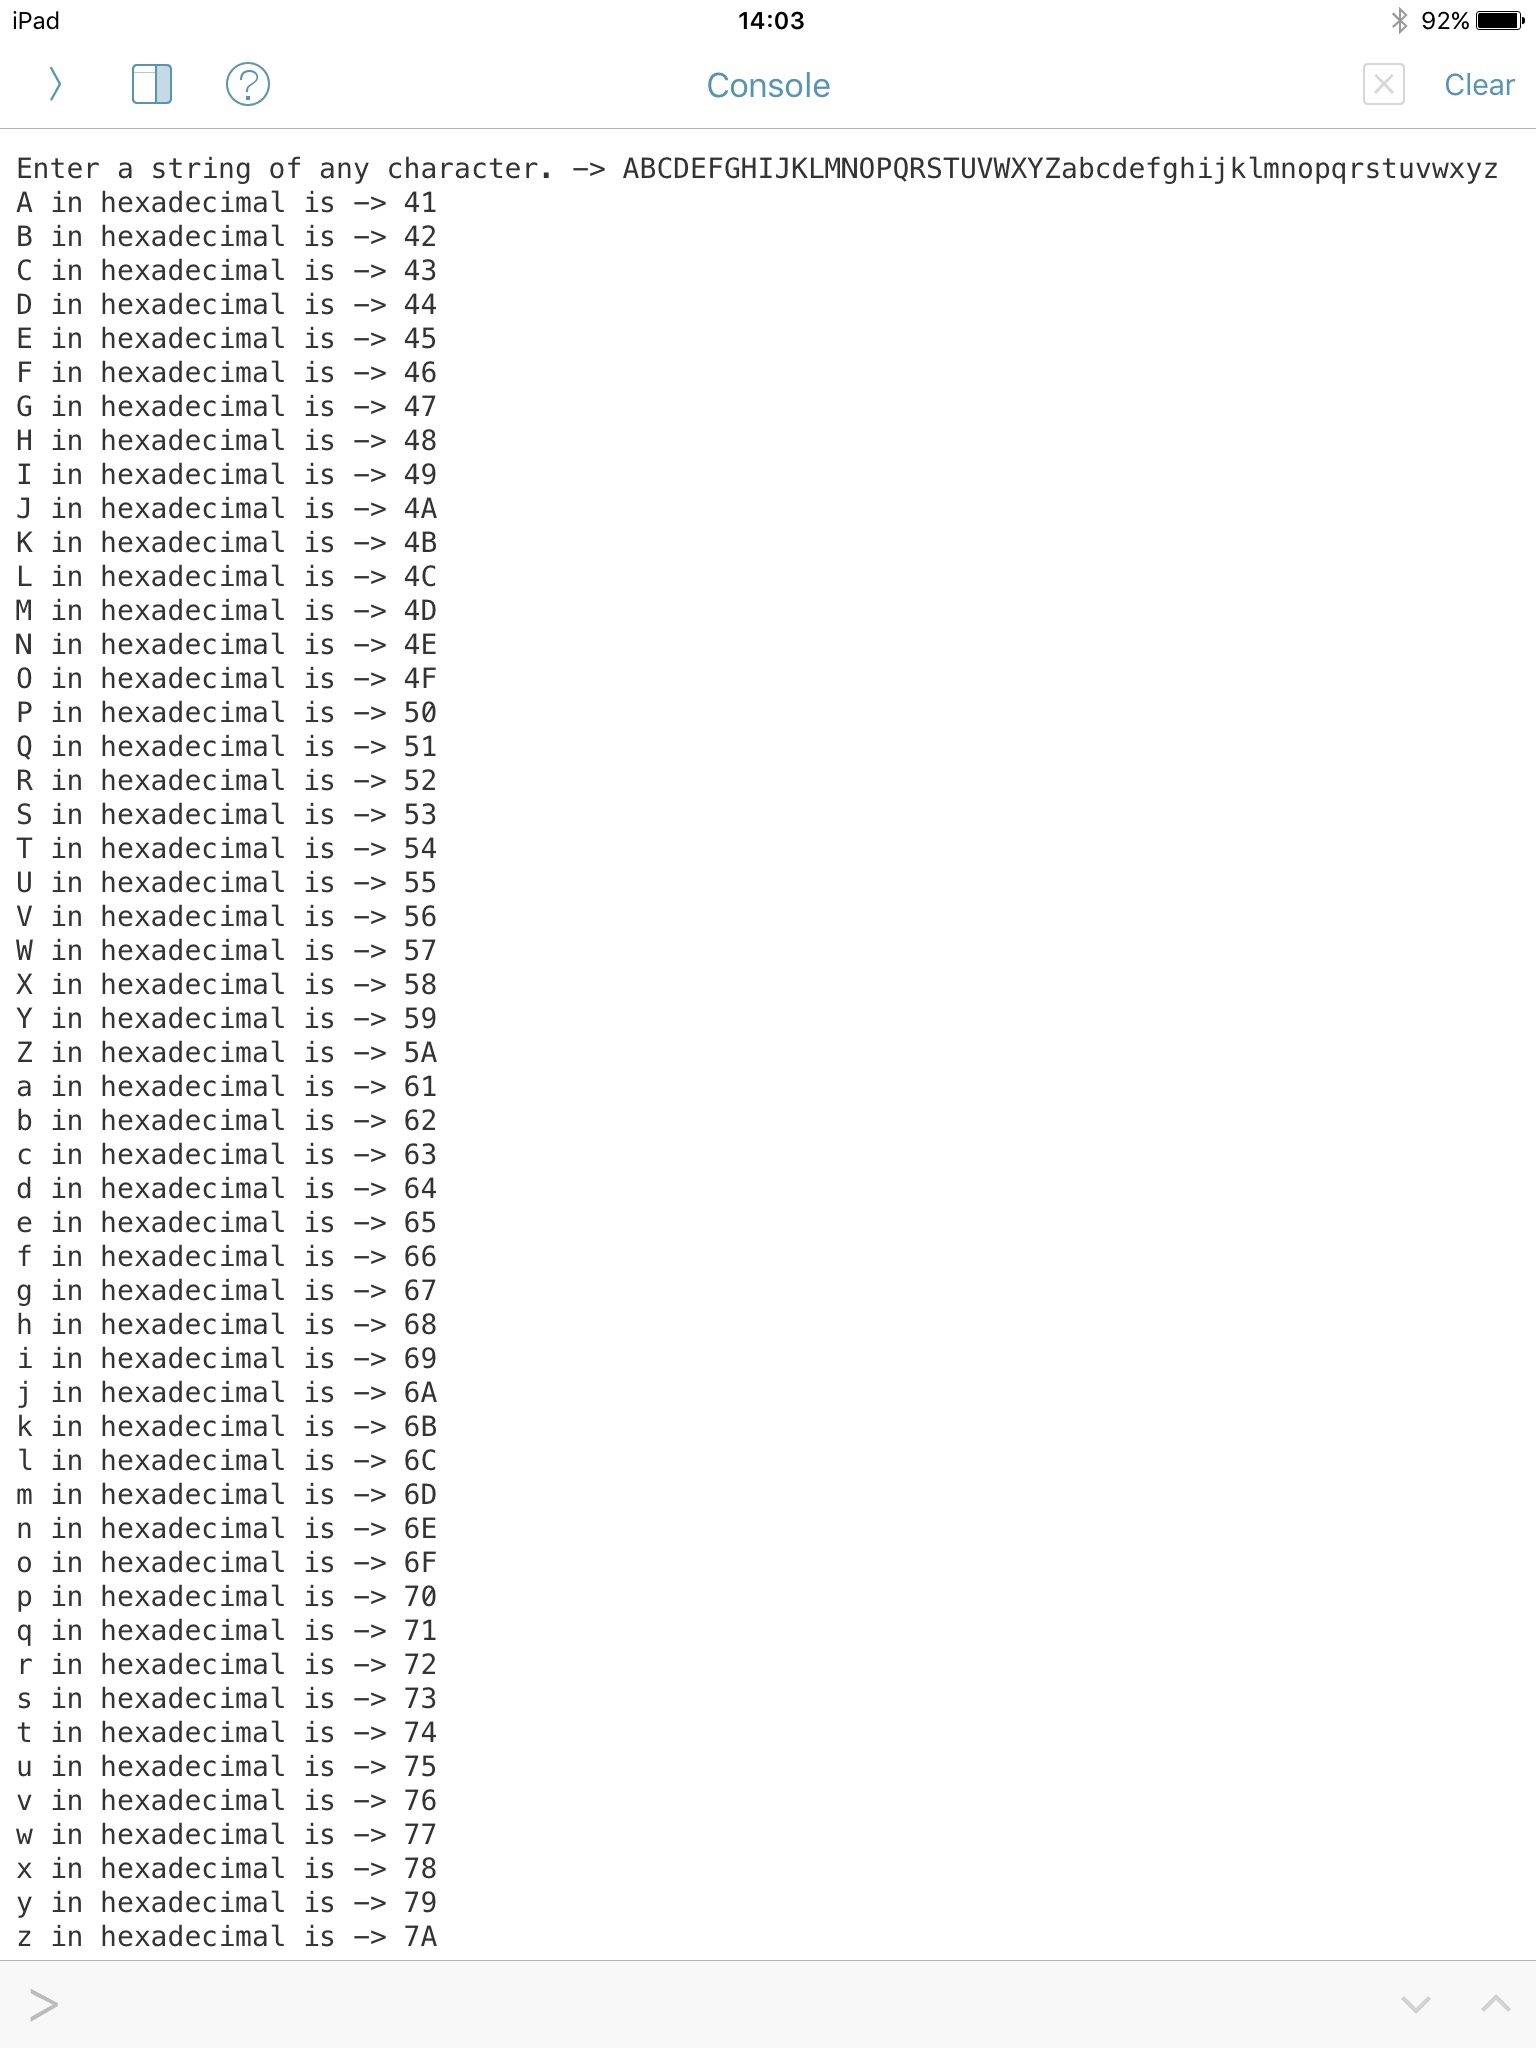 iPad 14:03 92%
Console Clear
Enter a string of any character. —> ABCDEFGHIJKLMNOPQRSTUVWXYZabcdefghijklmnopqrstuvwxyz
A in hexadecimal is —> 41
B in hexadecimal is —> 42
C in hexadecimal is —> 43
D in hexadecimal is —> 44
E in hexadecimal is —> 45
F in hexadecimal is —> 46
G in hexadecimal is —> 47
H in hexadecimal is —> 48
I in hexadecimal is —> 49
J in hexadecimal is —> 4A
K in hexadecimal is —> 4B
L in hexadecimal is —> 4C
M in hexadecimal is —> 4D
N in hexadecimal is —> 4E
O in hexadecimal is —> 4F
P in hexadecimal is —> 50
Q in hexadecimal is —> 51
R in hexadecimal is —> 52
S in hexadecimal is —> 53
T in hexadecimal is —> 54
U in hexadecimal is —> 55
V in hexadecimal is —> 56
W in hexadecimal is —> 57
X in hexadecimal is —> 58
Y in hexadecimal is —> 59
Z in hexadecimal is —> 5A
a in hexadecimal is —> 61
b in hexadecimal is —> 62
c in hexadecimal is —> 63
d in hexadecimal is —> 64
e in hexadecimal is —> 65
f in hexadecimal is —> 66
g in hexadecimal is —> 67
h in hexadecimal is —> 68
i in hexadecimal is —> 69
j in hexadecimal is —> 6A
k in hexadecimal is —> 6B
l in hexadecimal is —> 6C
m in hexadecimal is —> 6D
n in hexadecimal is —> 6E
o in hexadecimal is —> 6F
p in hexadecimal is —> 70
q in hexadecimal is —> 71
r in hexadecimal is —> 72
s in hexadecimal is —> 73
t in hexadecimal is —> 74
u in hexadecimal is —> 75
v in hexadecimal is —> 76
w in hexadecimal is —> 77
x in hexadecimal is —> 78
y in hexadecimal is —> 79
z in hexadecimal is —> 7A
>